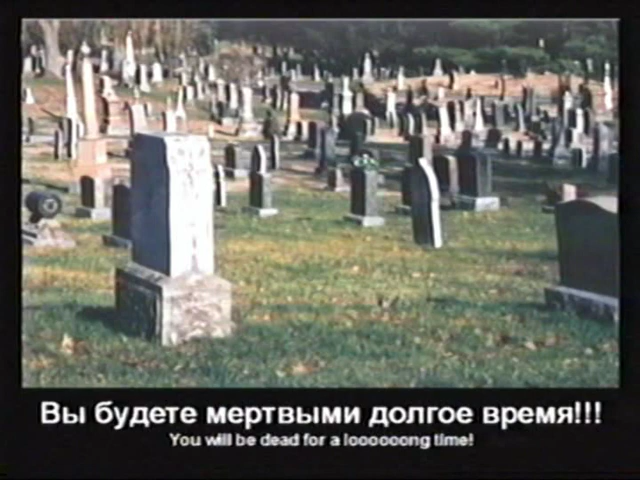 Вы будете мертвыми долгое время!!!
You will be dead for a loooooong time!